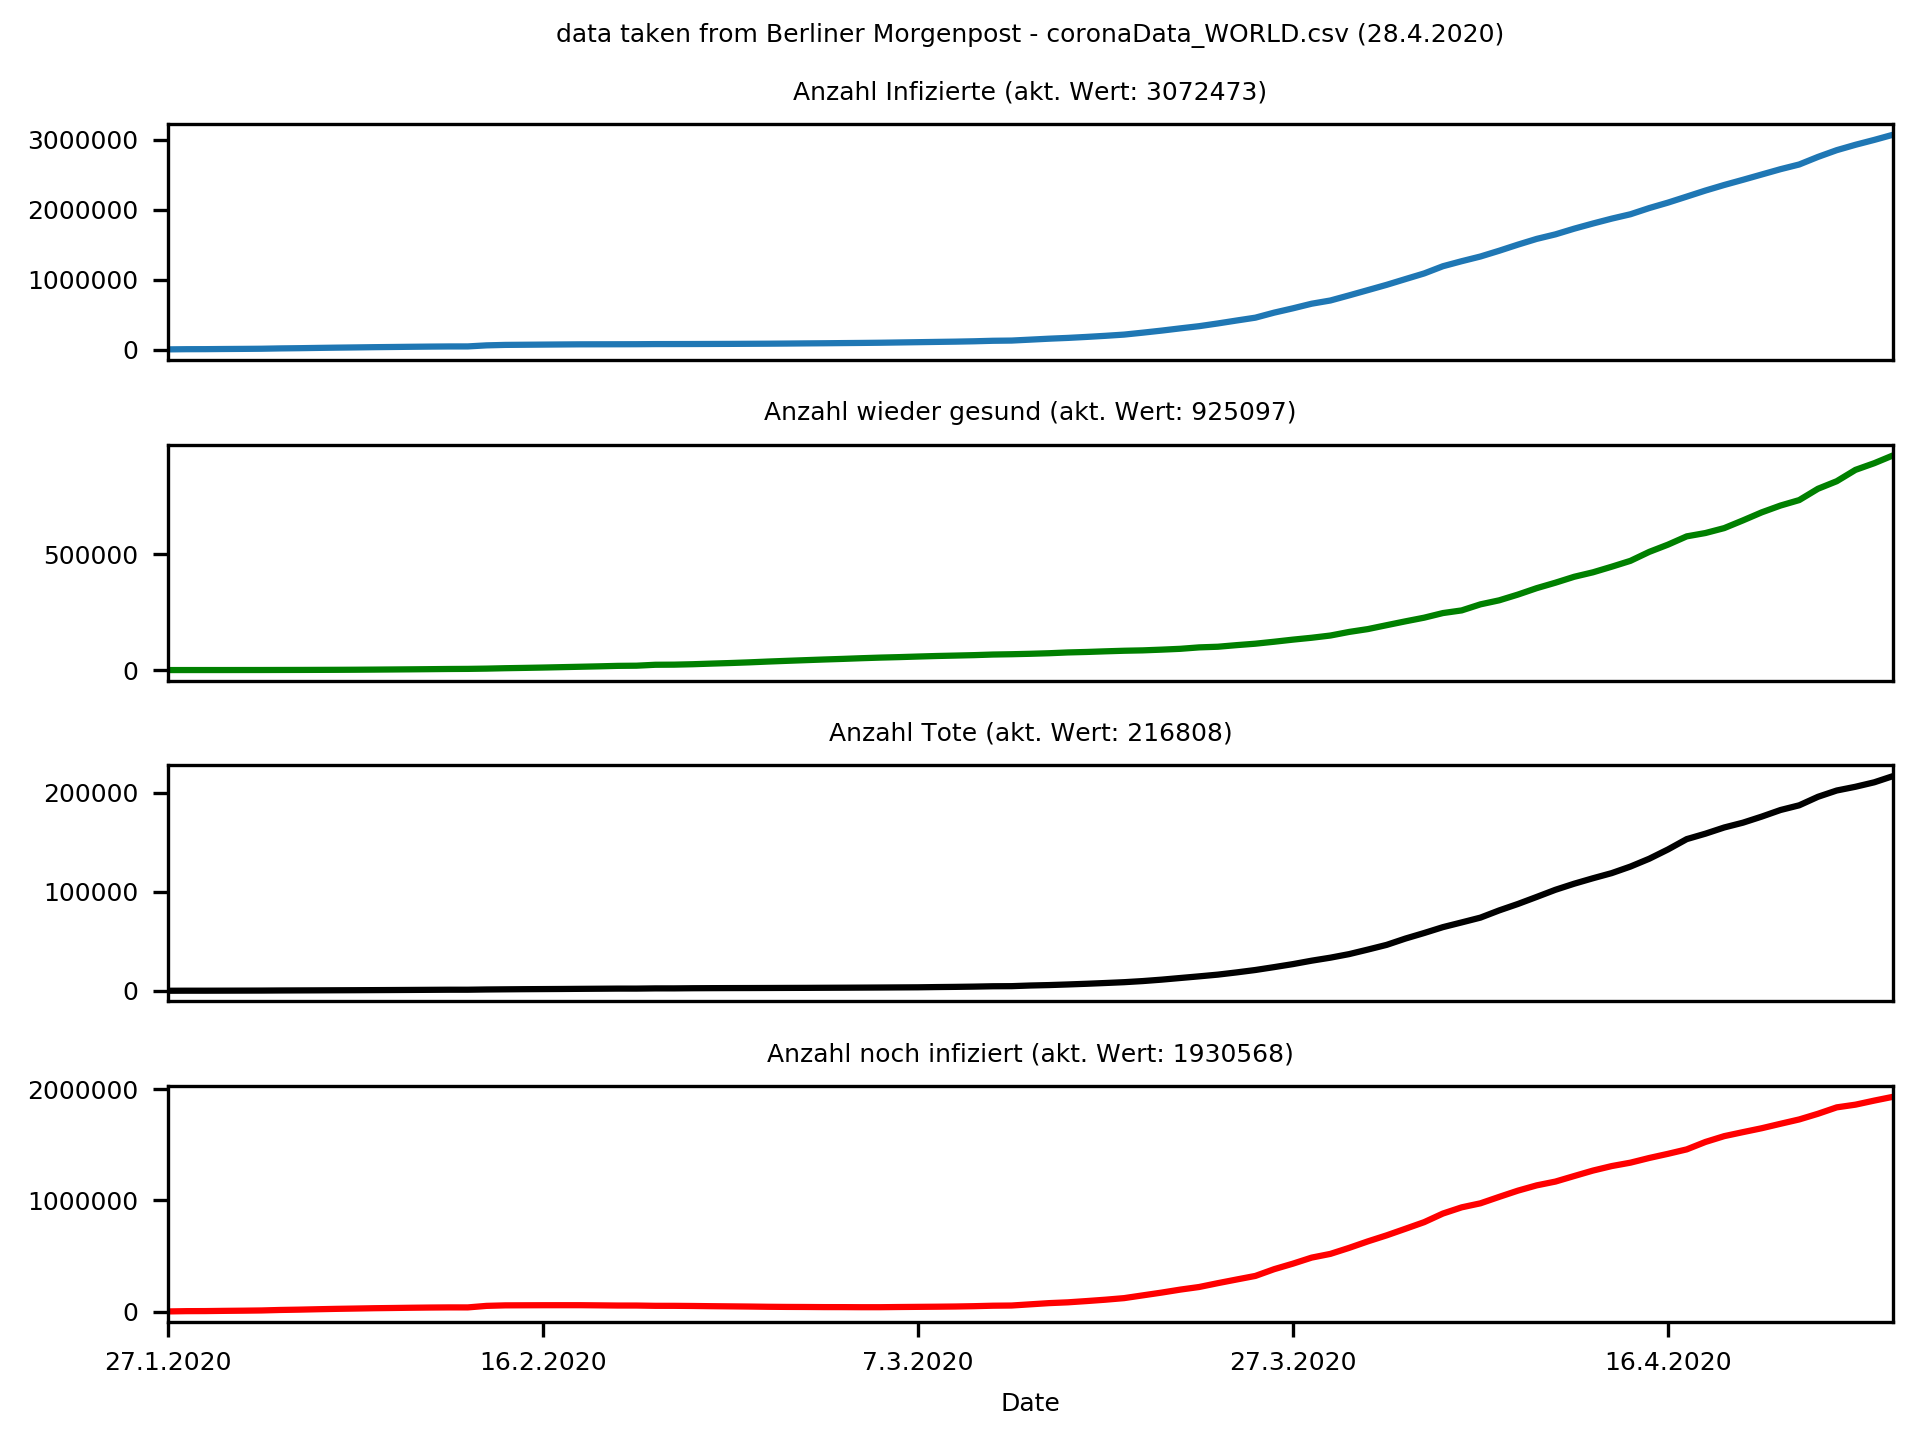 data taken from Berliner Morgenpost - coronaData_WORLD.csv (28.4.2020)
Anzahl Infizierte (akt. Wert: 3072473)
3000000
2000000
1000000
0
Anzahl wieder gesund (akt. Wert: 925097)
500000
0
Anzahl Tote (akt. Wert: 216808)
200000
100000
0
Anzahl noch infiziert (akt. Wert: 1930568)
2000000
1000000
0
27.1.2020 16.2.2020 7.3.2020 27.3.2020 16.4.2020
Date